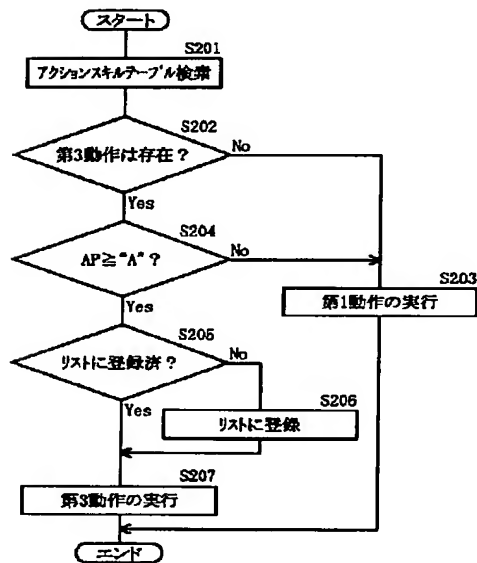 スタート
S201
アクションスキルテーブル検索
S202
第3動作は存在？
No
Yes
S204
AP≧"A"？
No
S203
第1動作の実行
Yes
S205
リストに登録済？
No
Yes
S206
リストに登録
S207
第3動作の実行
エンド